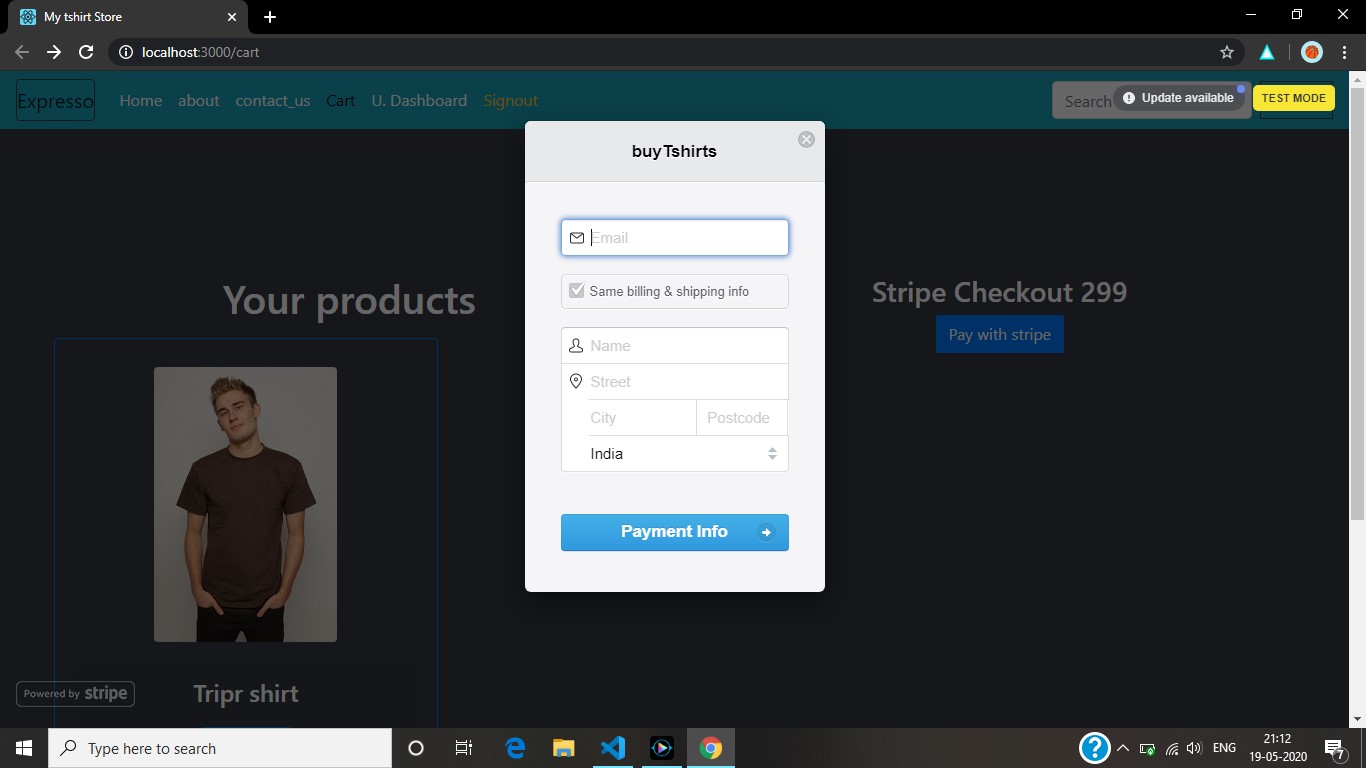 My tshirt Store
localhost:3000/cart
Expresso Home about contact_us Cart U. Dashboard Signout Search Update available TEST MODE
buyTshirts
Email
Same billing & shipping info
Name
Street
City Postcode
India
Payment Info
Your products
Stripe Checkout 299
Pay with stripe
Tripr shirt
Powered by stripe
Type here to search
ENG
21:12
19-05-2020
7